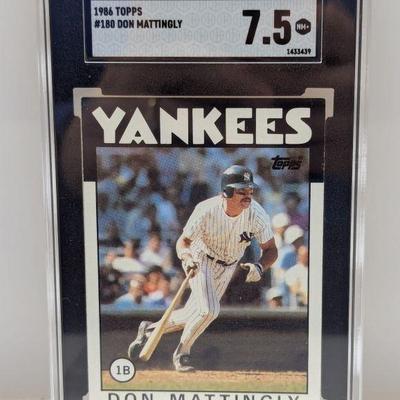 1986 TOPPS
#180 DON MATTINGLY
7.5 NM+
1433439
YANKEES
Topps
NY
1B
DON MATTINGLY